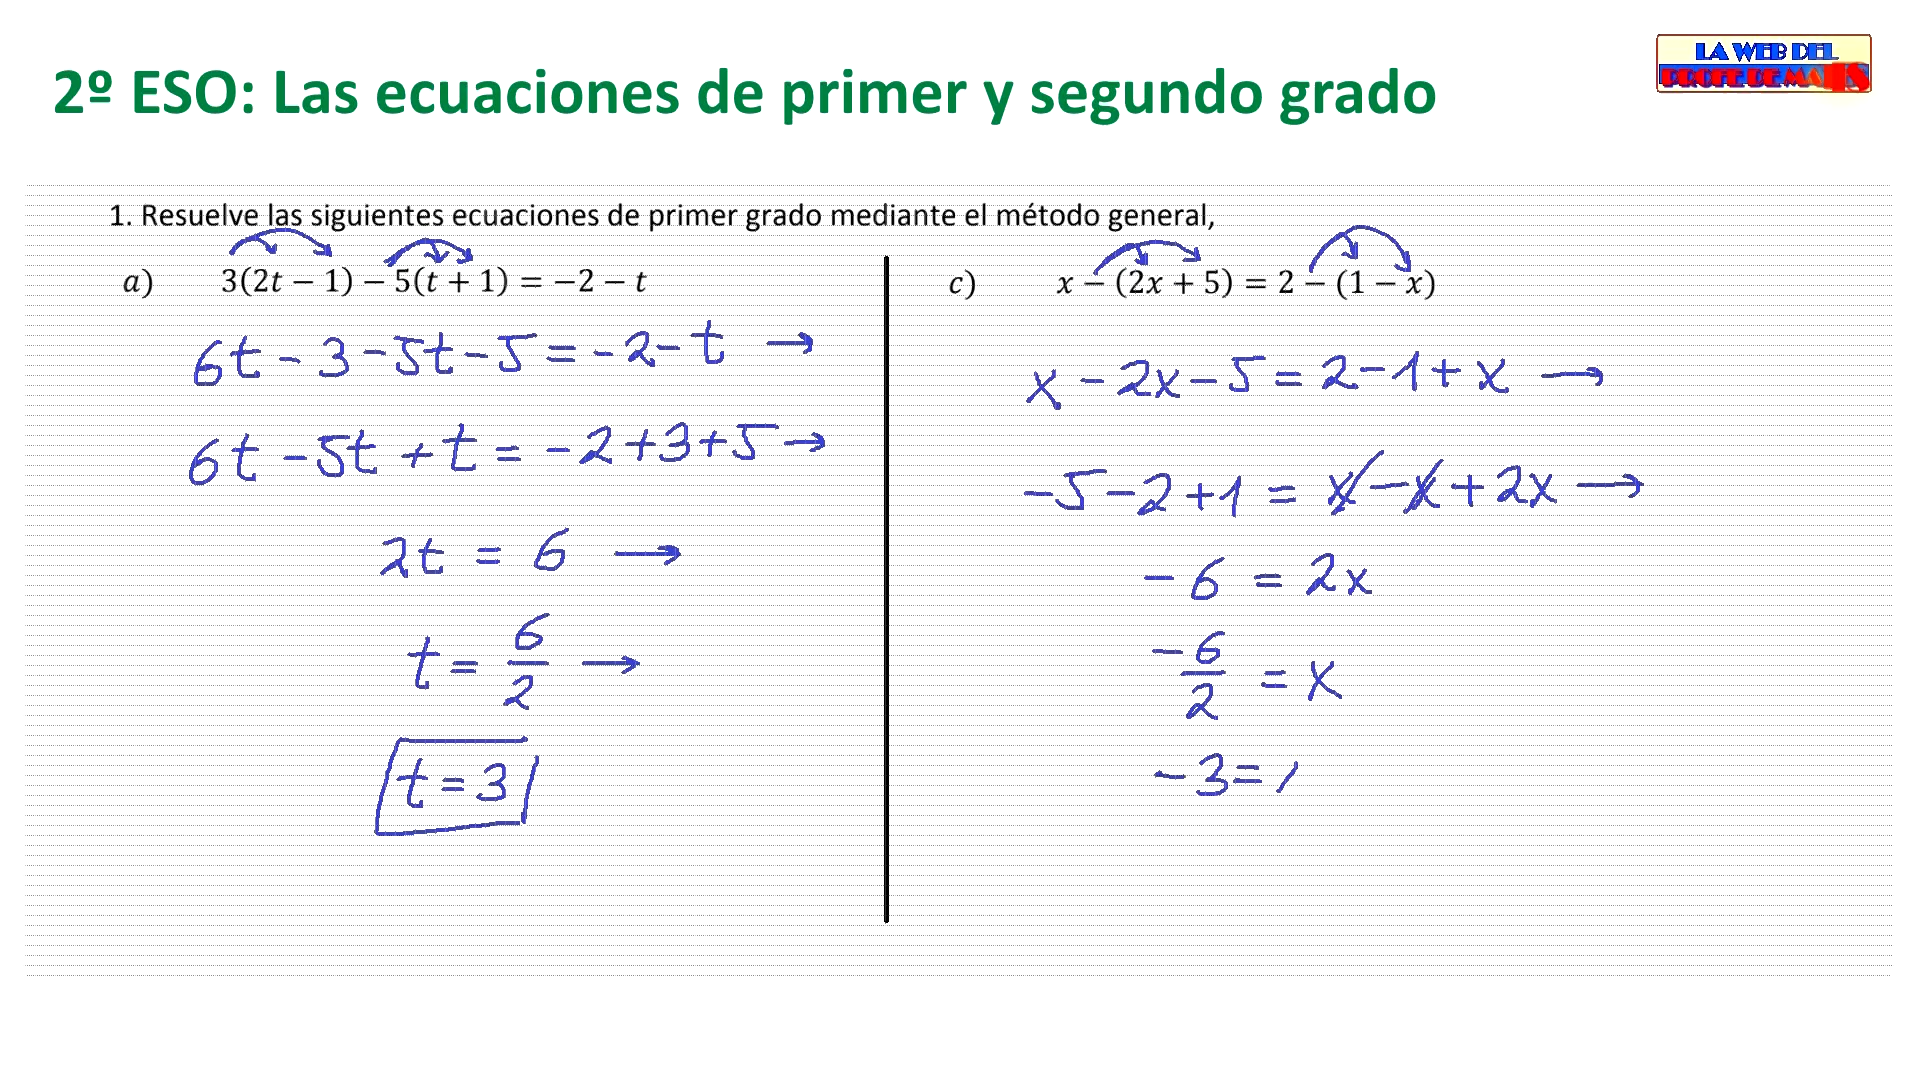 2º ESO: Las ecuaciones de primer y segundo grado
LA WEB DEL
PROFE DE MATES
1. Resuelve las siguientes ecuaciones de primer grado mediante el método general,
a) 3(2t − 1) − 5(t + 1) = −2 − t
6t - 3 - 5t - 5 = -2 - t →
6t - 5t + t = -2 + 3 + 5 →
2t = 6 →
t = 6/2 →
t = 3
c) x − (2x + 5) = 2 − (1 − x)
x - 2x - 5 = 2 - 1 + x →
-5 - 2 + 1 = x - x + 2x →
-6 = 2x
-6/2 = x
-3 =